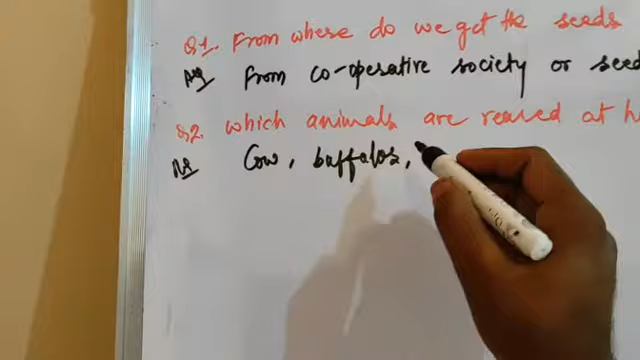 Q1. From where do we get the seeds
Ans From co-operative society or seed
Q2. which animals are reared at h
Ans Cow, buffalos,